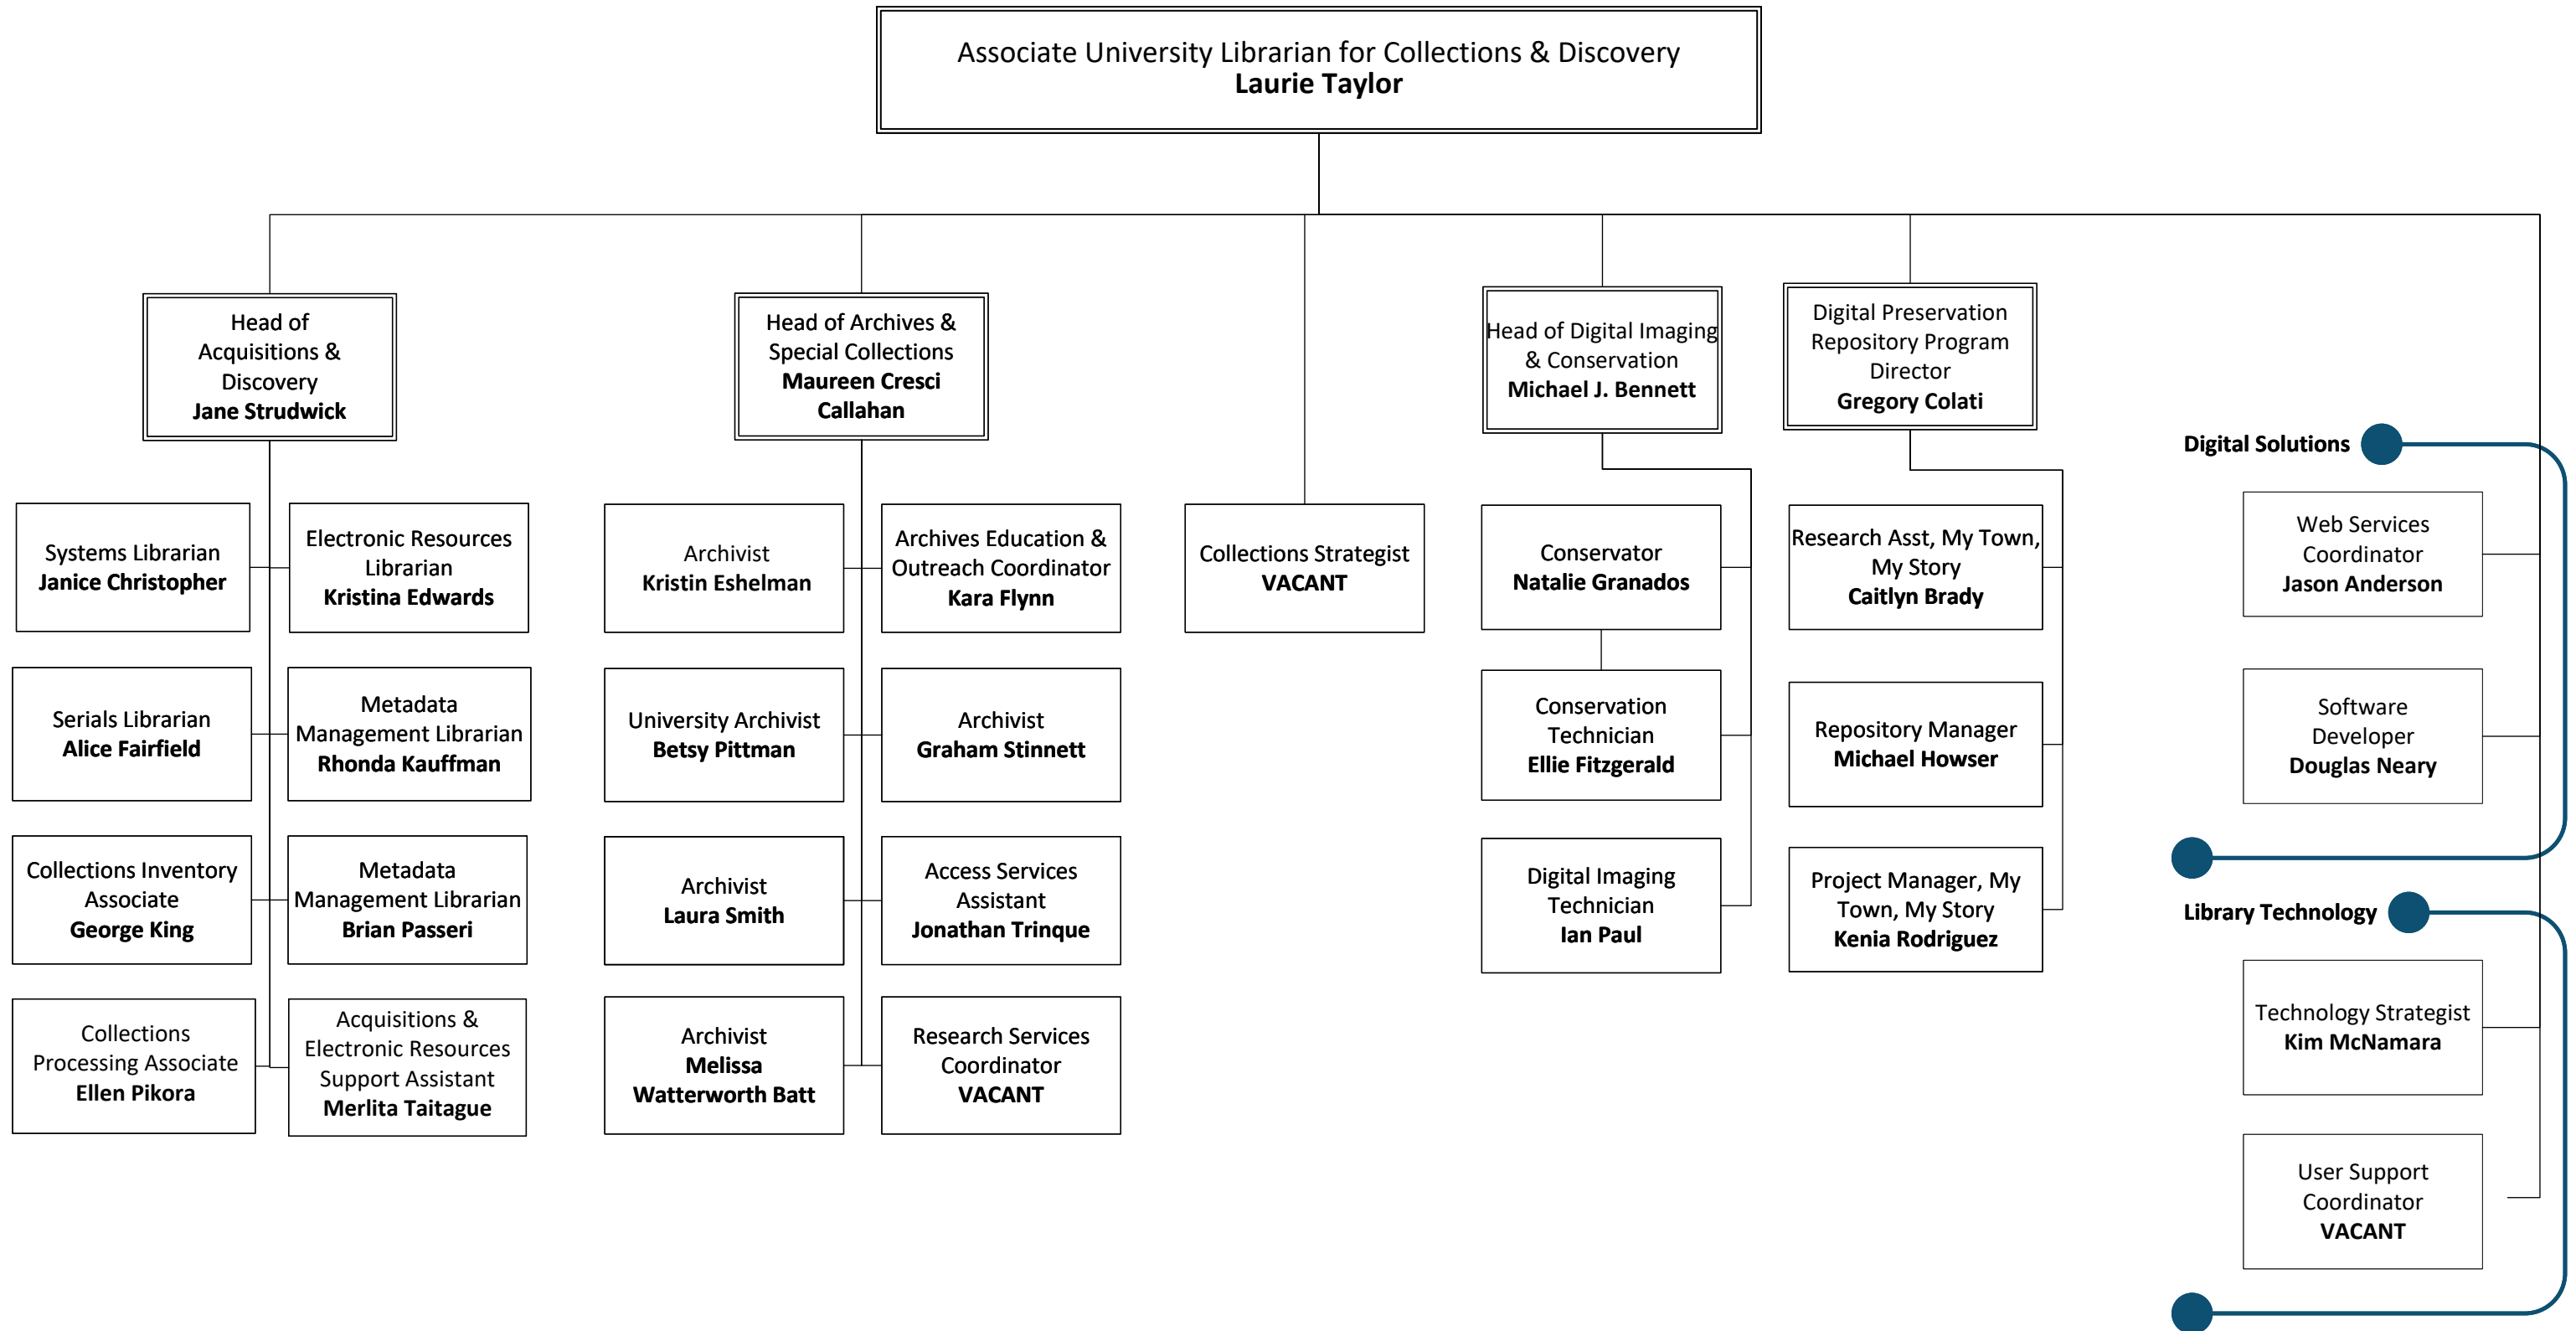 Associate University Librarian for Collections & Discovery
Laurie Taylor
Head of
Acquisitions &
Discovery
Jane Strudwick
Systems Librarian
Janice Christopher
Electronic Resources
Librarian
Kristina Edwards
Serials Librarian
Alice Fairfield
Metadata
Management Librarian
Rhonda Kauffman
Collections Inventory
Associate
George King
Metadata
Management Librarian
Brian Passeri
Collections
Processing Associate
Ellen Pikora
Acquisitions &
Electronic Resources
Support Assistant
Merlita Taitague
Head of Archives &
Special Collections
Maureen Cresci
Callahan
Archivist
Kristin Eshelman
Archives Education &
Outreach Coordinator
Kara Flynn
University Archivist
Betsy Pittman
Archivist
Graham Stinnett
Archivist
Laura Smith
Access Services
Assistant
Jonathan Trinque
Archivist
Melissa
Watterworth Batt
Research Services
Coordinator
VACANT
Collections Strategist
VACANT
Head of Digital Imaging
& Conservation
Michael J. Bennett
Conservator
Natalie Granados
Conservation
Technician
Ellie Fitzgerald
Digital Imaging
Technician
Ian Paul
Digital Preservation
Repository Program
Director
Gregory Colati
Research Asst, My Town,
My Story
Caitlyn Brady
Repository Manager
Michael Howser
Project Manager, My
Town, My Story
Kenia Rodriguez
Digital Solutions
Web Services
Coordinator
Jason Anderson
Software
Developer
Douglas Neary
Library Technology
Technology Strategist
Kim McNamara
User Support
Coordinator
VACANT